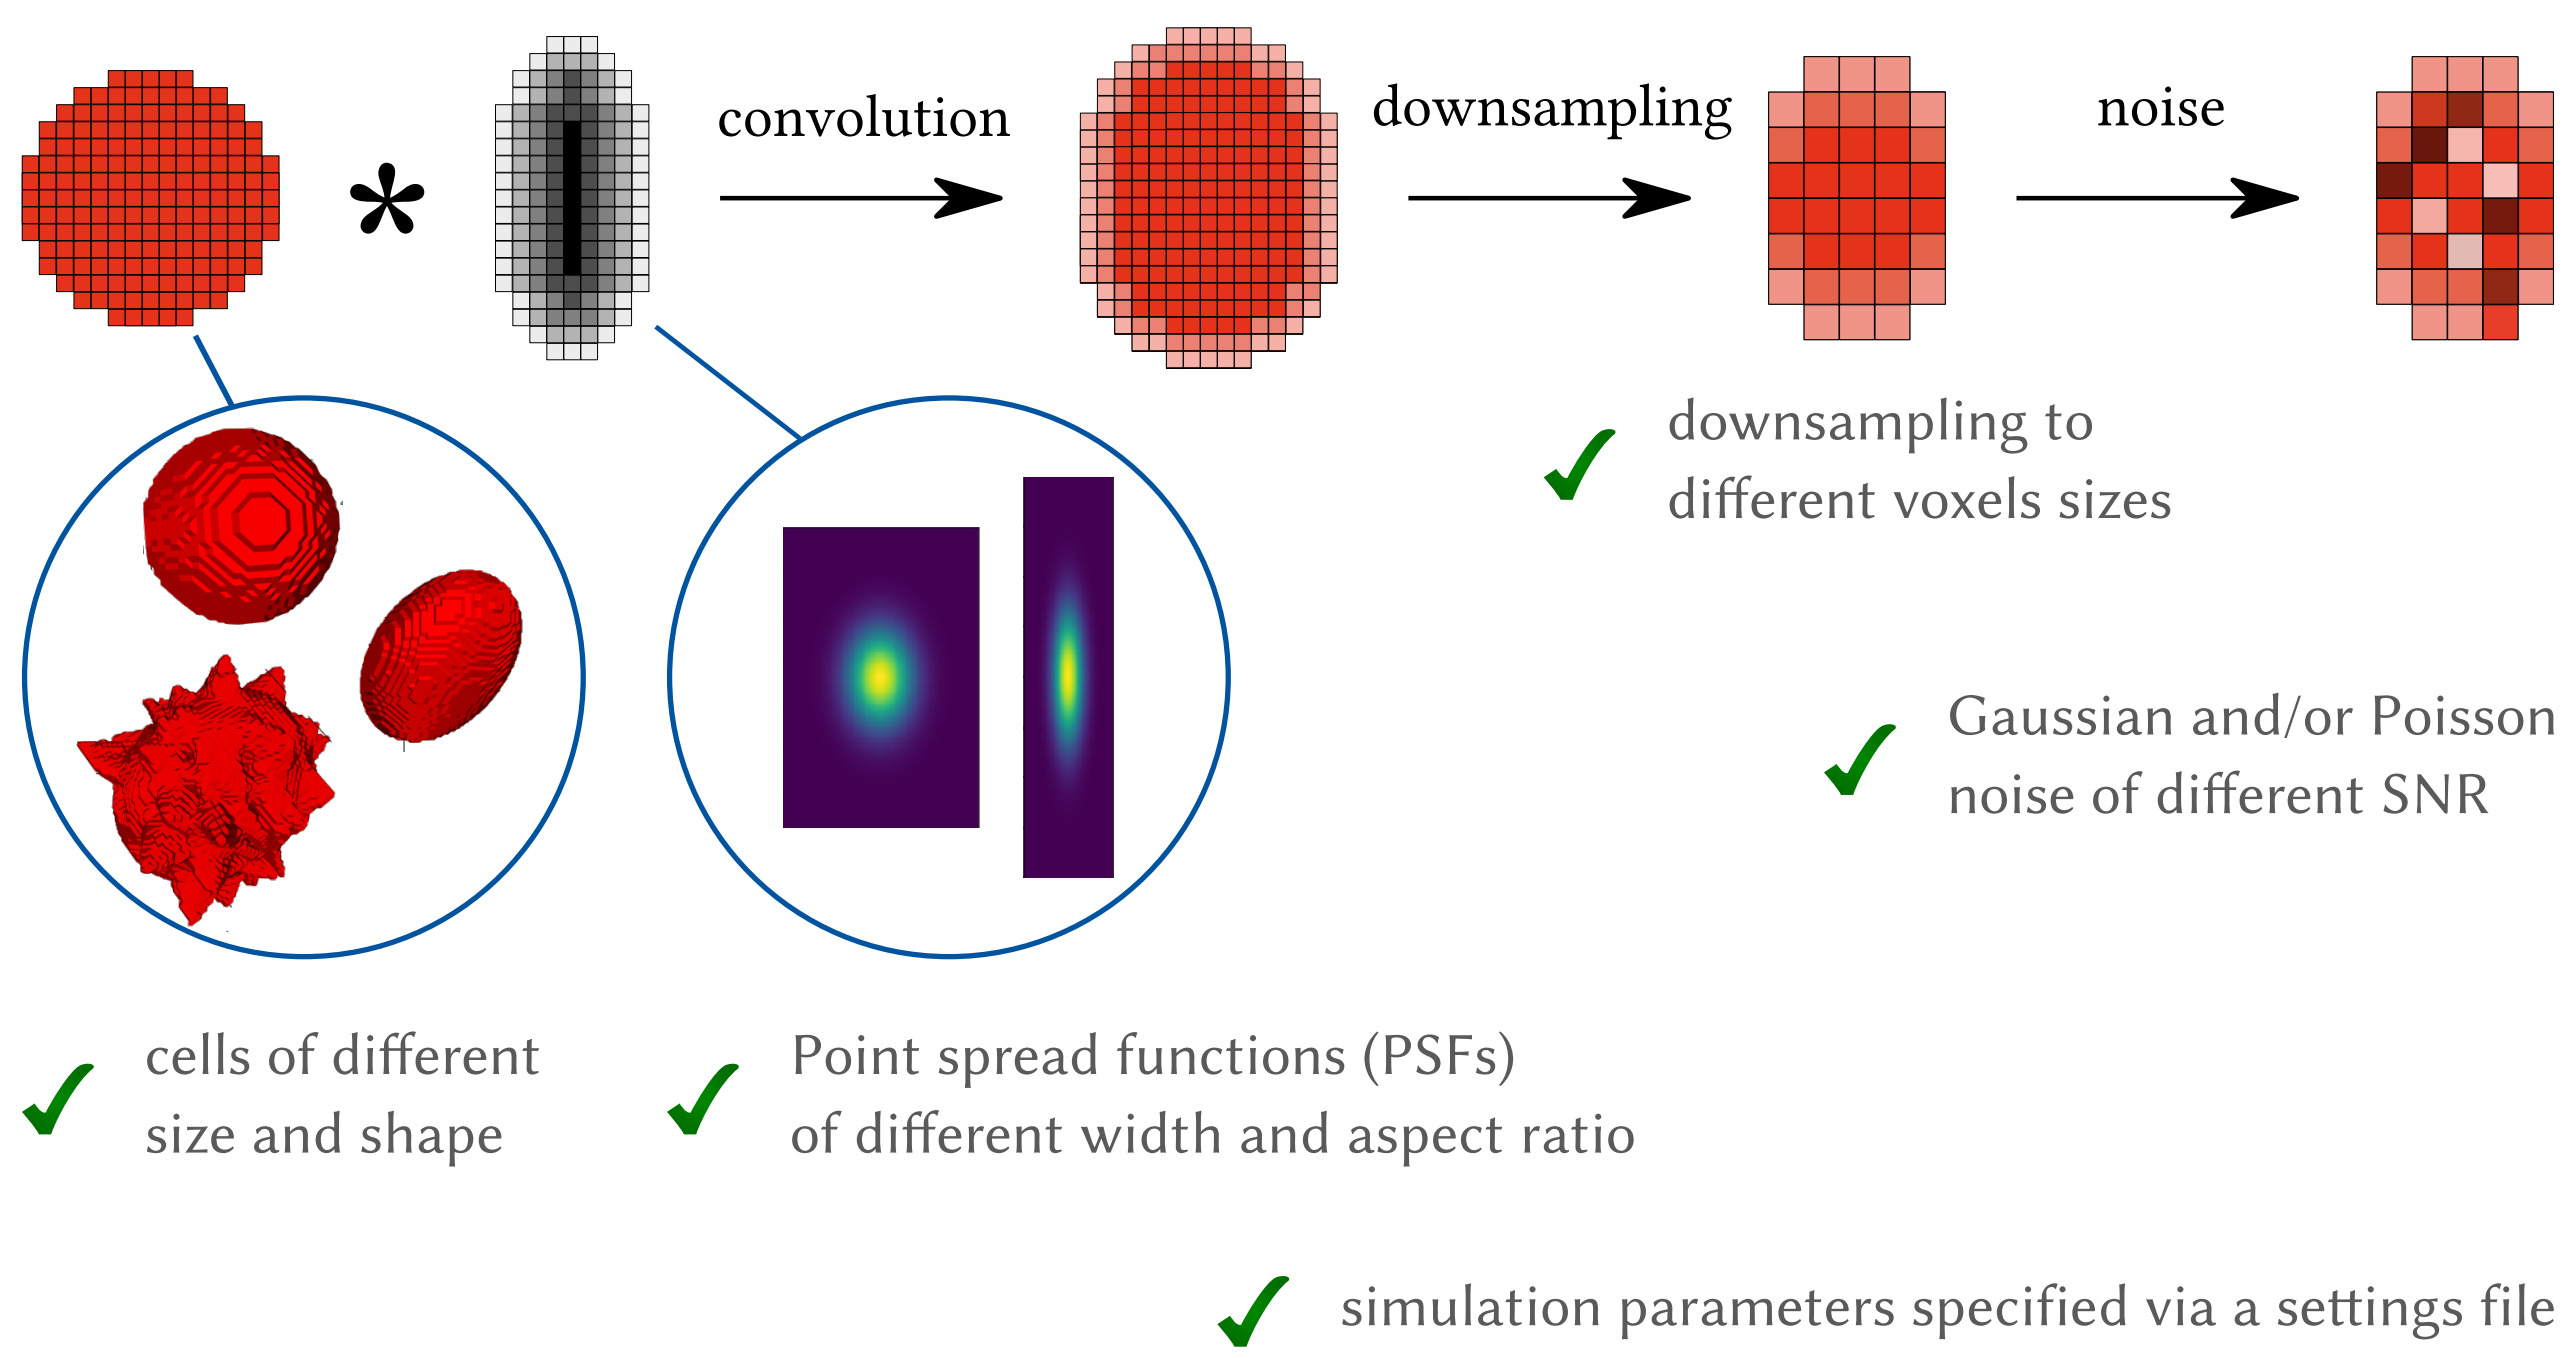 convolution
downsampling
noise
downsampling to
different voxels sizes
Gaussian and/or Poisson
noise of different SNR
cells of different
size and shape
Point spread functions (PSFs)
of different width and aspect ratio
simulation parameters specified via a settings file